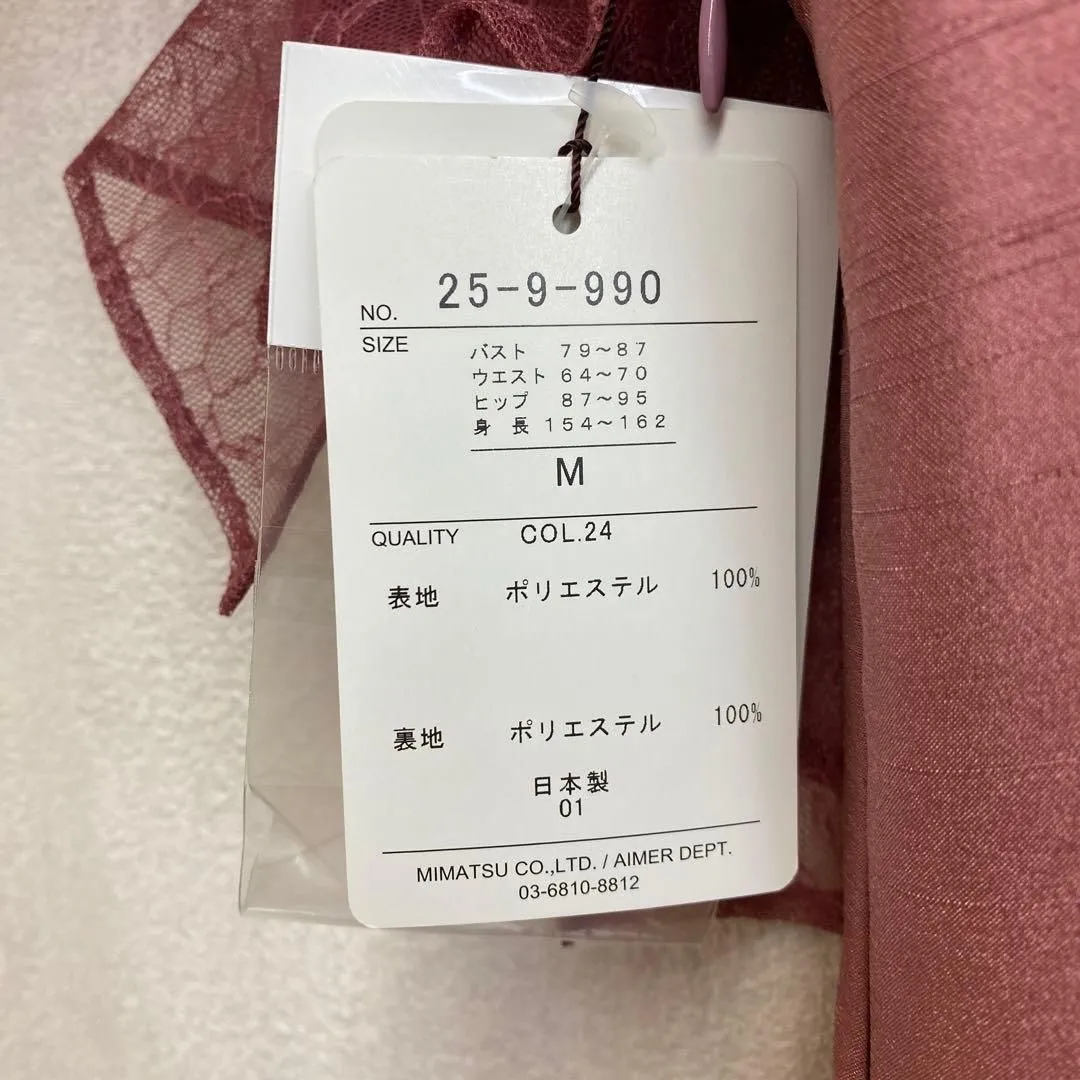 NO. 25-9-990
SIZE
バスト 79～87
ウエスト 64～70
ヒップ 87～95
身 長 154～162
M
QUALITY COL.24
表地 ポリエステル 100%
裏地 ポリエステル 100%
日本製
01
MIMATSU CO.,LTD. / AIMER DEPT.
03-6810-8812